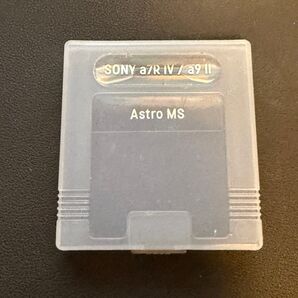 SONY a7R IV / a9 II
Astro MS